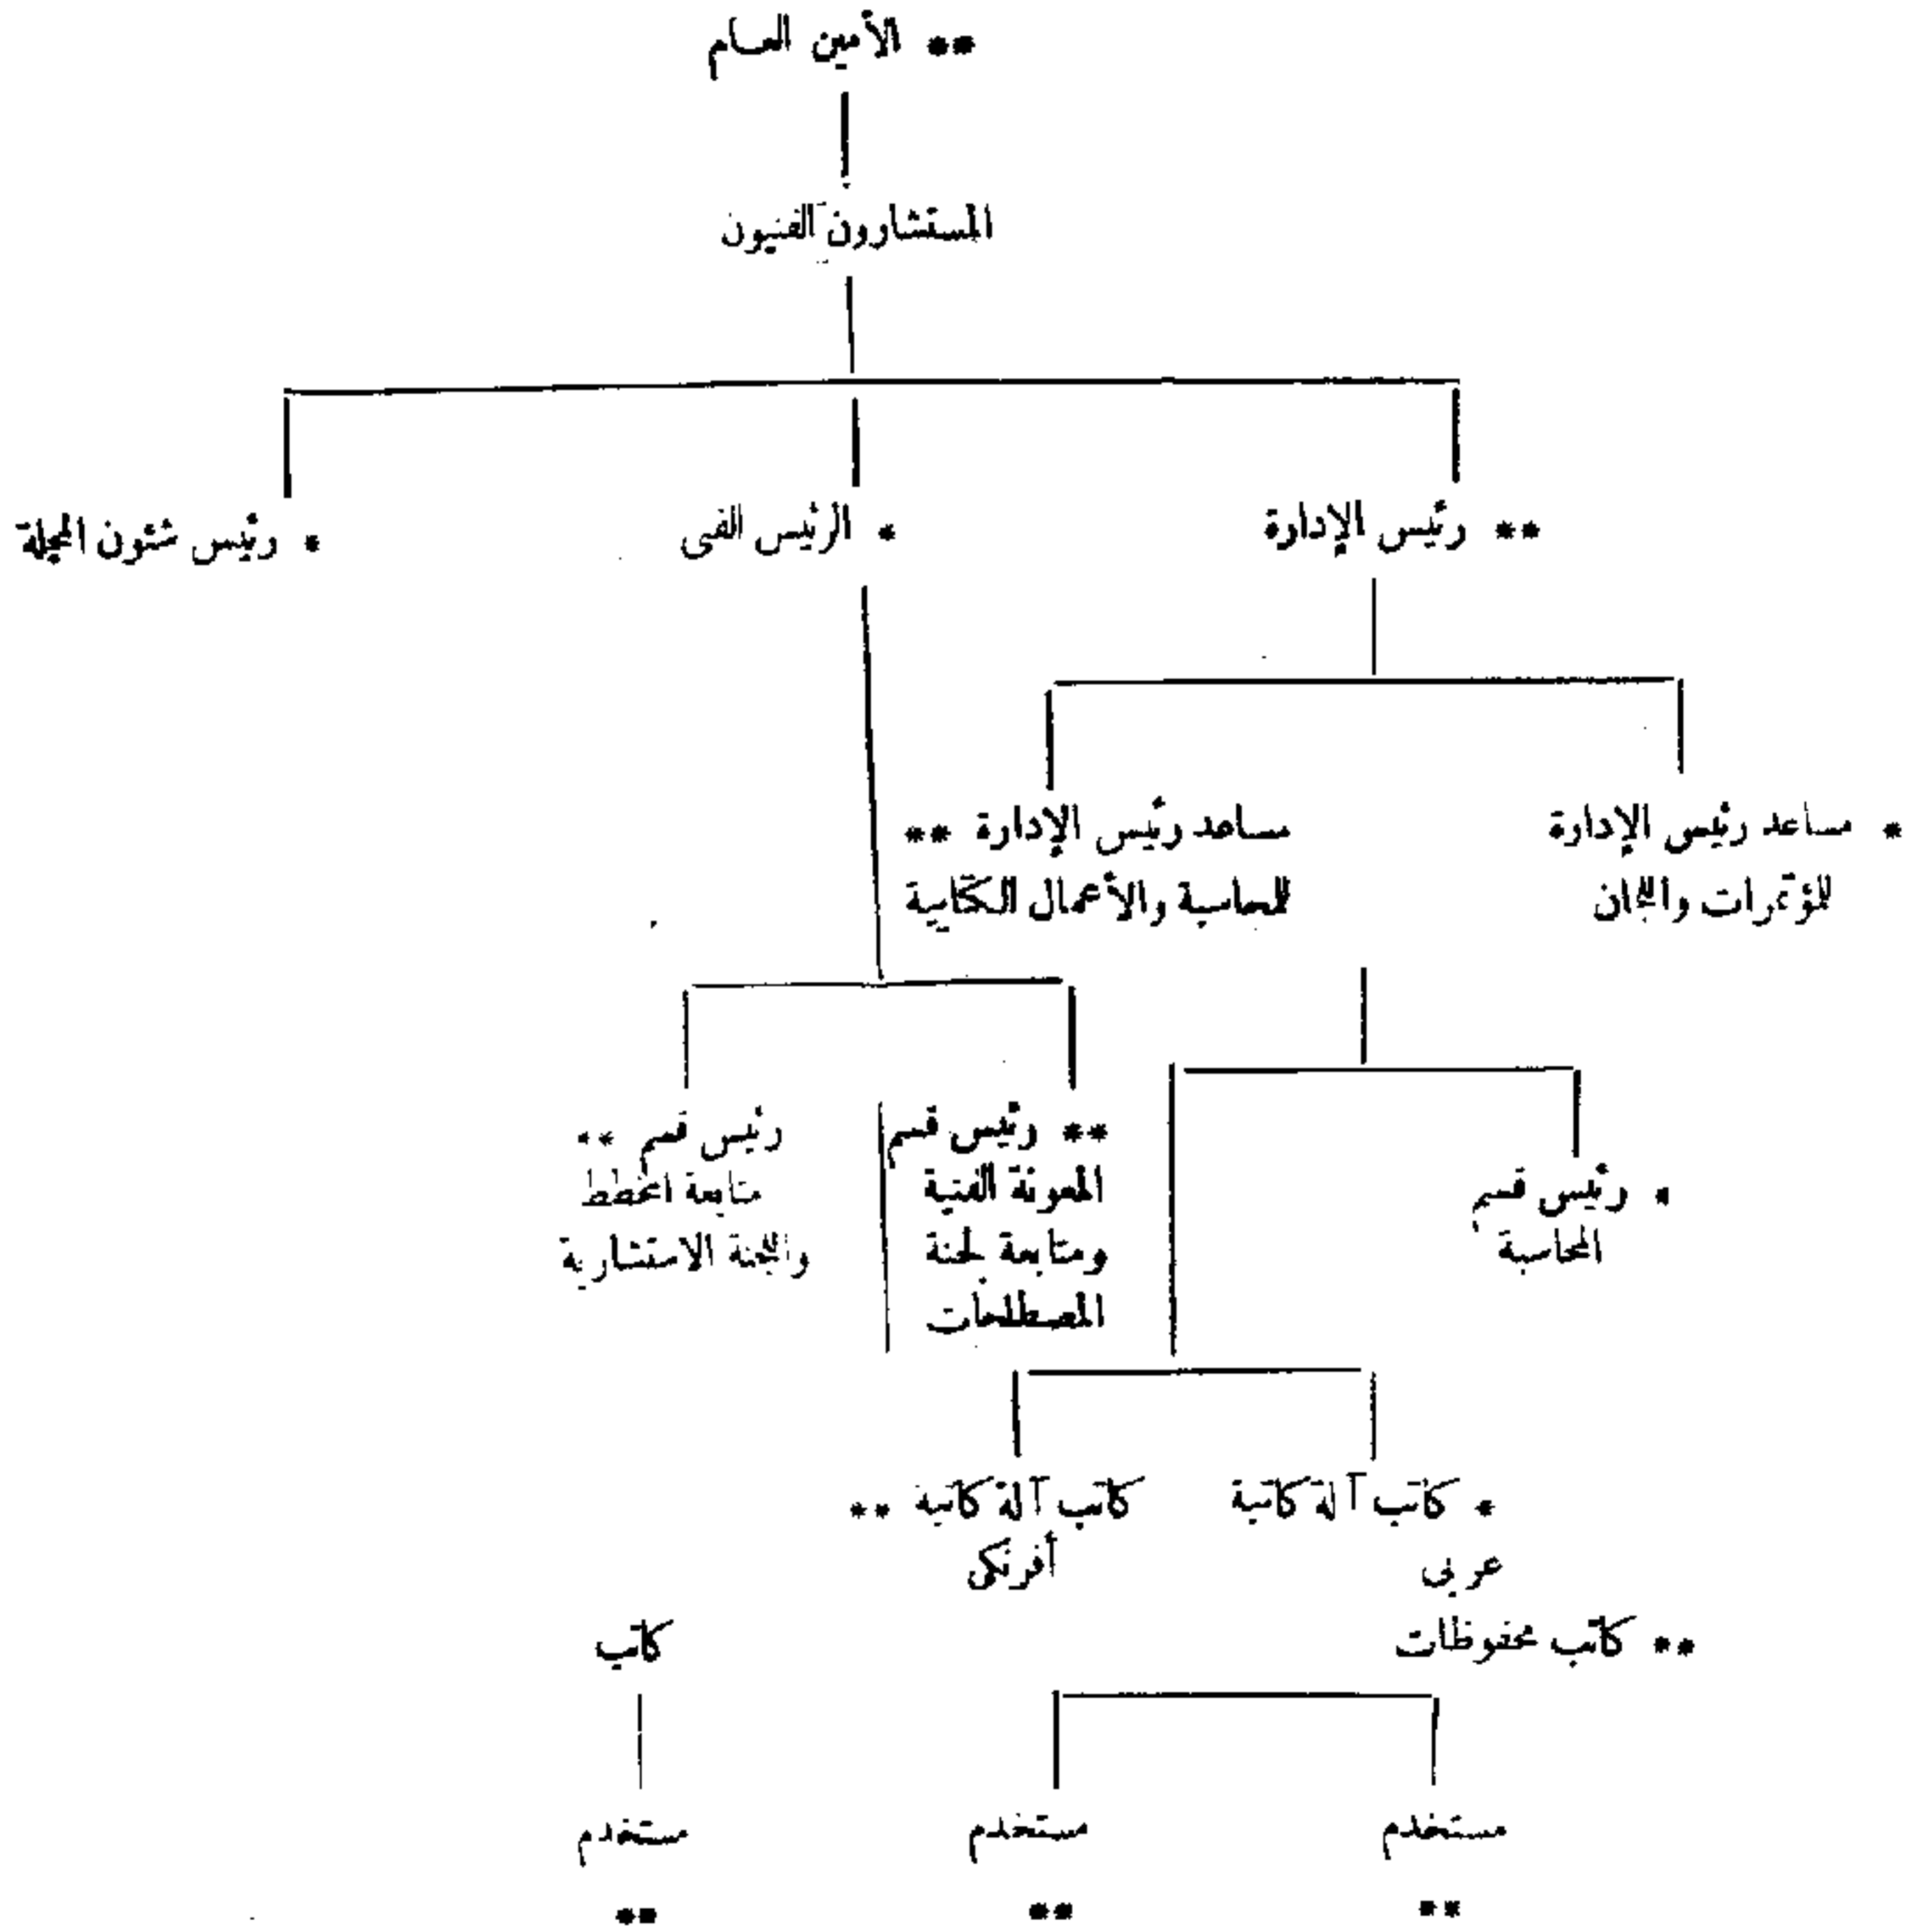 ** الأمين العام
المستشارون الفنيون
** رئيس الإدارة
* الرئيس الفنى
* رئيس شئون المجلة
* مساعد رئيس الإدارة
للمؤتمرات واللجان
مساعد رئيس الإدارة **
للمحاسبة والأعمال الكتابية
* رئيس قسم
المحاسبة
** رئيس قسم
المعونة الفنية
ومتابعة لجنة
المصطلحات
رئيس قسم **
متابعة الخطط
واللجنة الاستشارية
* كاتب آلة كاتبة
عربى
كاتب آلة كاتبة **
أفرنكى
** كاتب محفوظات
كاتب
مستخدم
**
مستخدم
**
مستخدم
**